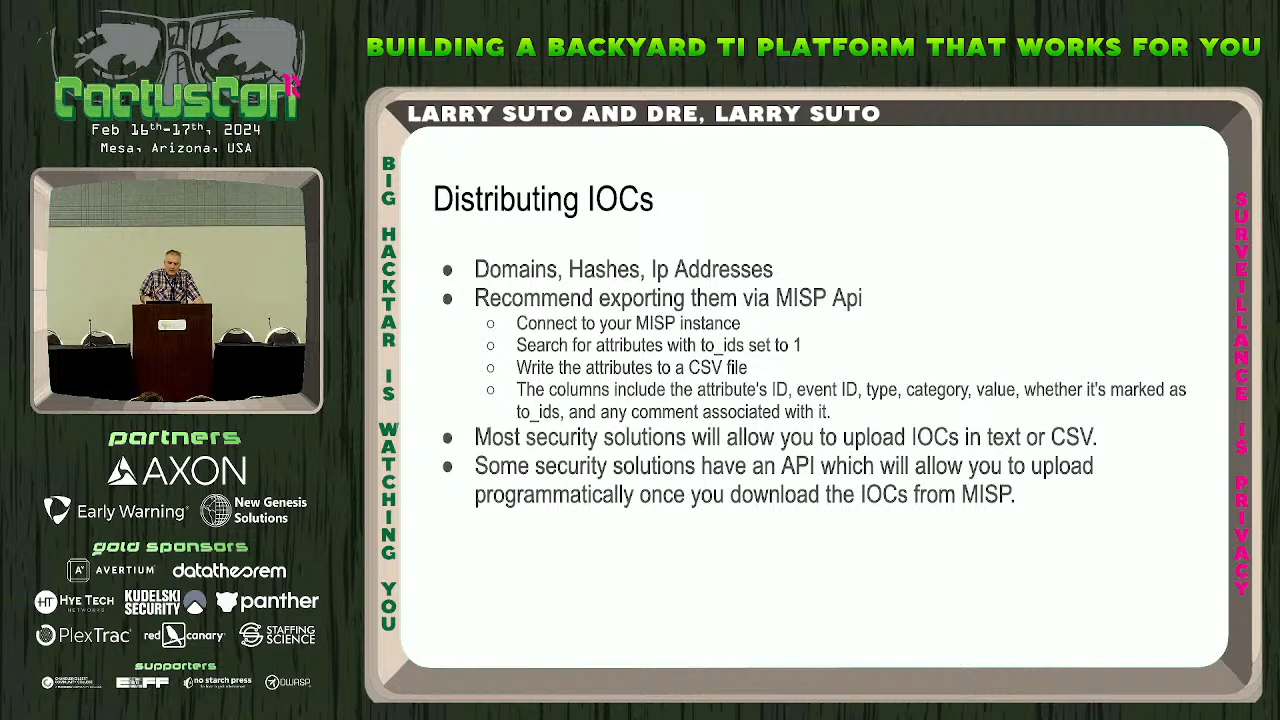 CactusCon
Feb 16th-17th, 2024
Mesa, Arizona, USA
BUILDING A BACKYARD TI PLATFORM THAT WORKS FOR YOU
LARRY SUTO AND DRE, LARRY SUTO
BIG HACKTAR IS WATCHING YOU
Distributing IOCs
● Domains, Hashes, Ip Addresses
● Recommend exporting them via MISP Api
○ Connect to your MISP instance
○ Search for attributes with to_ids set to 1
○ Write the attributes to a CSV file
○ The columns include the attribute's ID, event ID, type, category, value, whether it's marked as
to_ids, and any comment associated with it.
● Most security solutions will allow you to upload IOCs in text or CSV.
● Some security solutions have an API which will allow you to upload
programmatically once you download the IOCs from MISP.
SURVEILLANCE IS PRIVACY
partners
AXON
Early Warning
New Genesis
Solutions
gold sponsors
AVERTIUM
datatheorem
HYE TECH
NETWORKS
KUDELSKI
SECURITY
panther
PlexTrac
red canary
STAFFING
SCIENCE
supporters
EFF
no starch press
OWASP